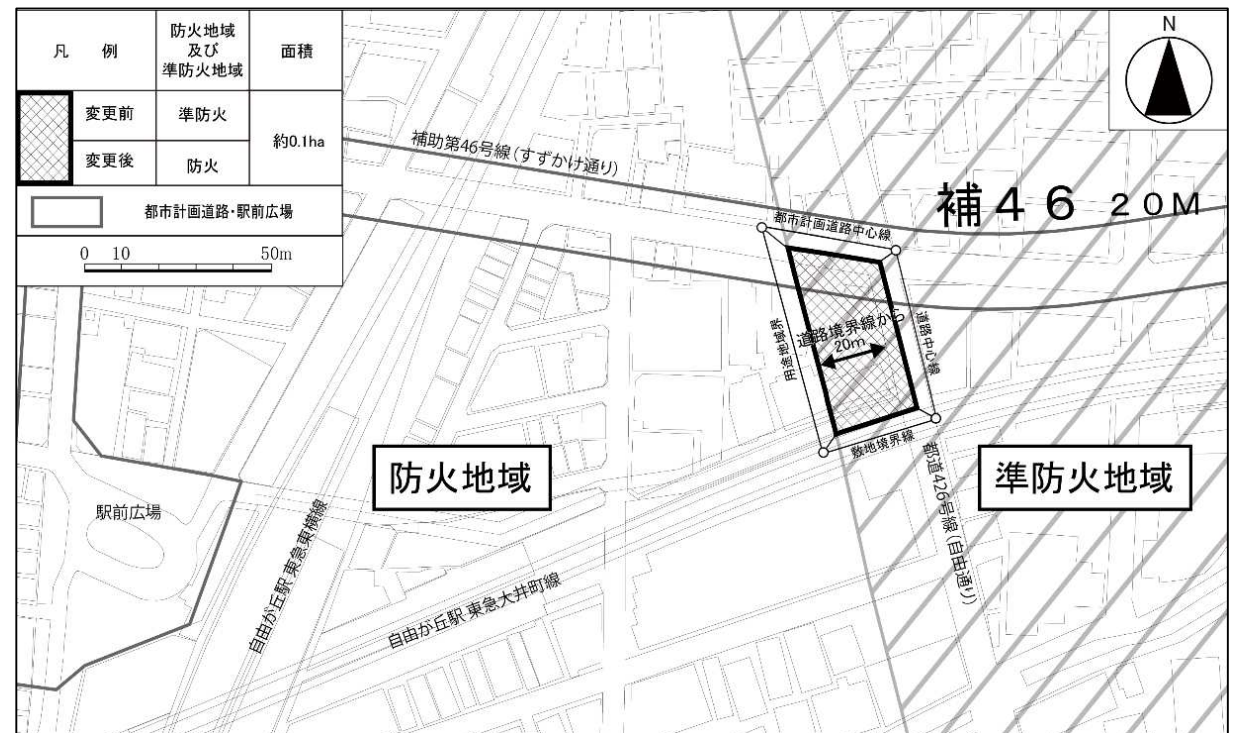 凡 例
防火地域
及び
準防火地域
面積
変更前
準防火
約0.1ha
変更後
防火
都市計画道路・駅前広場
0 10 50m
N
補助第46号線(すずかけ通り)
補46 20M
都市計画道路中心線
用途地域界
道路境界線から
20m
道路中心線
敷地境界線
防火地域
準防火地域
都道426号線(自由通り)
駅前広場
自由が丘駅 東急東横線
自由が丘駅 東急大井町線